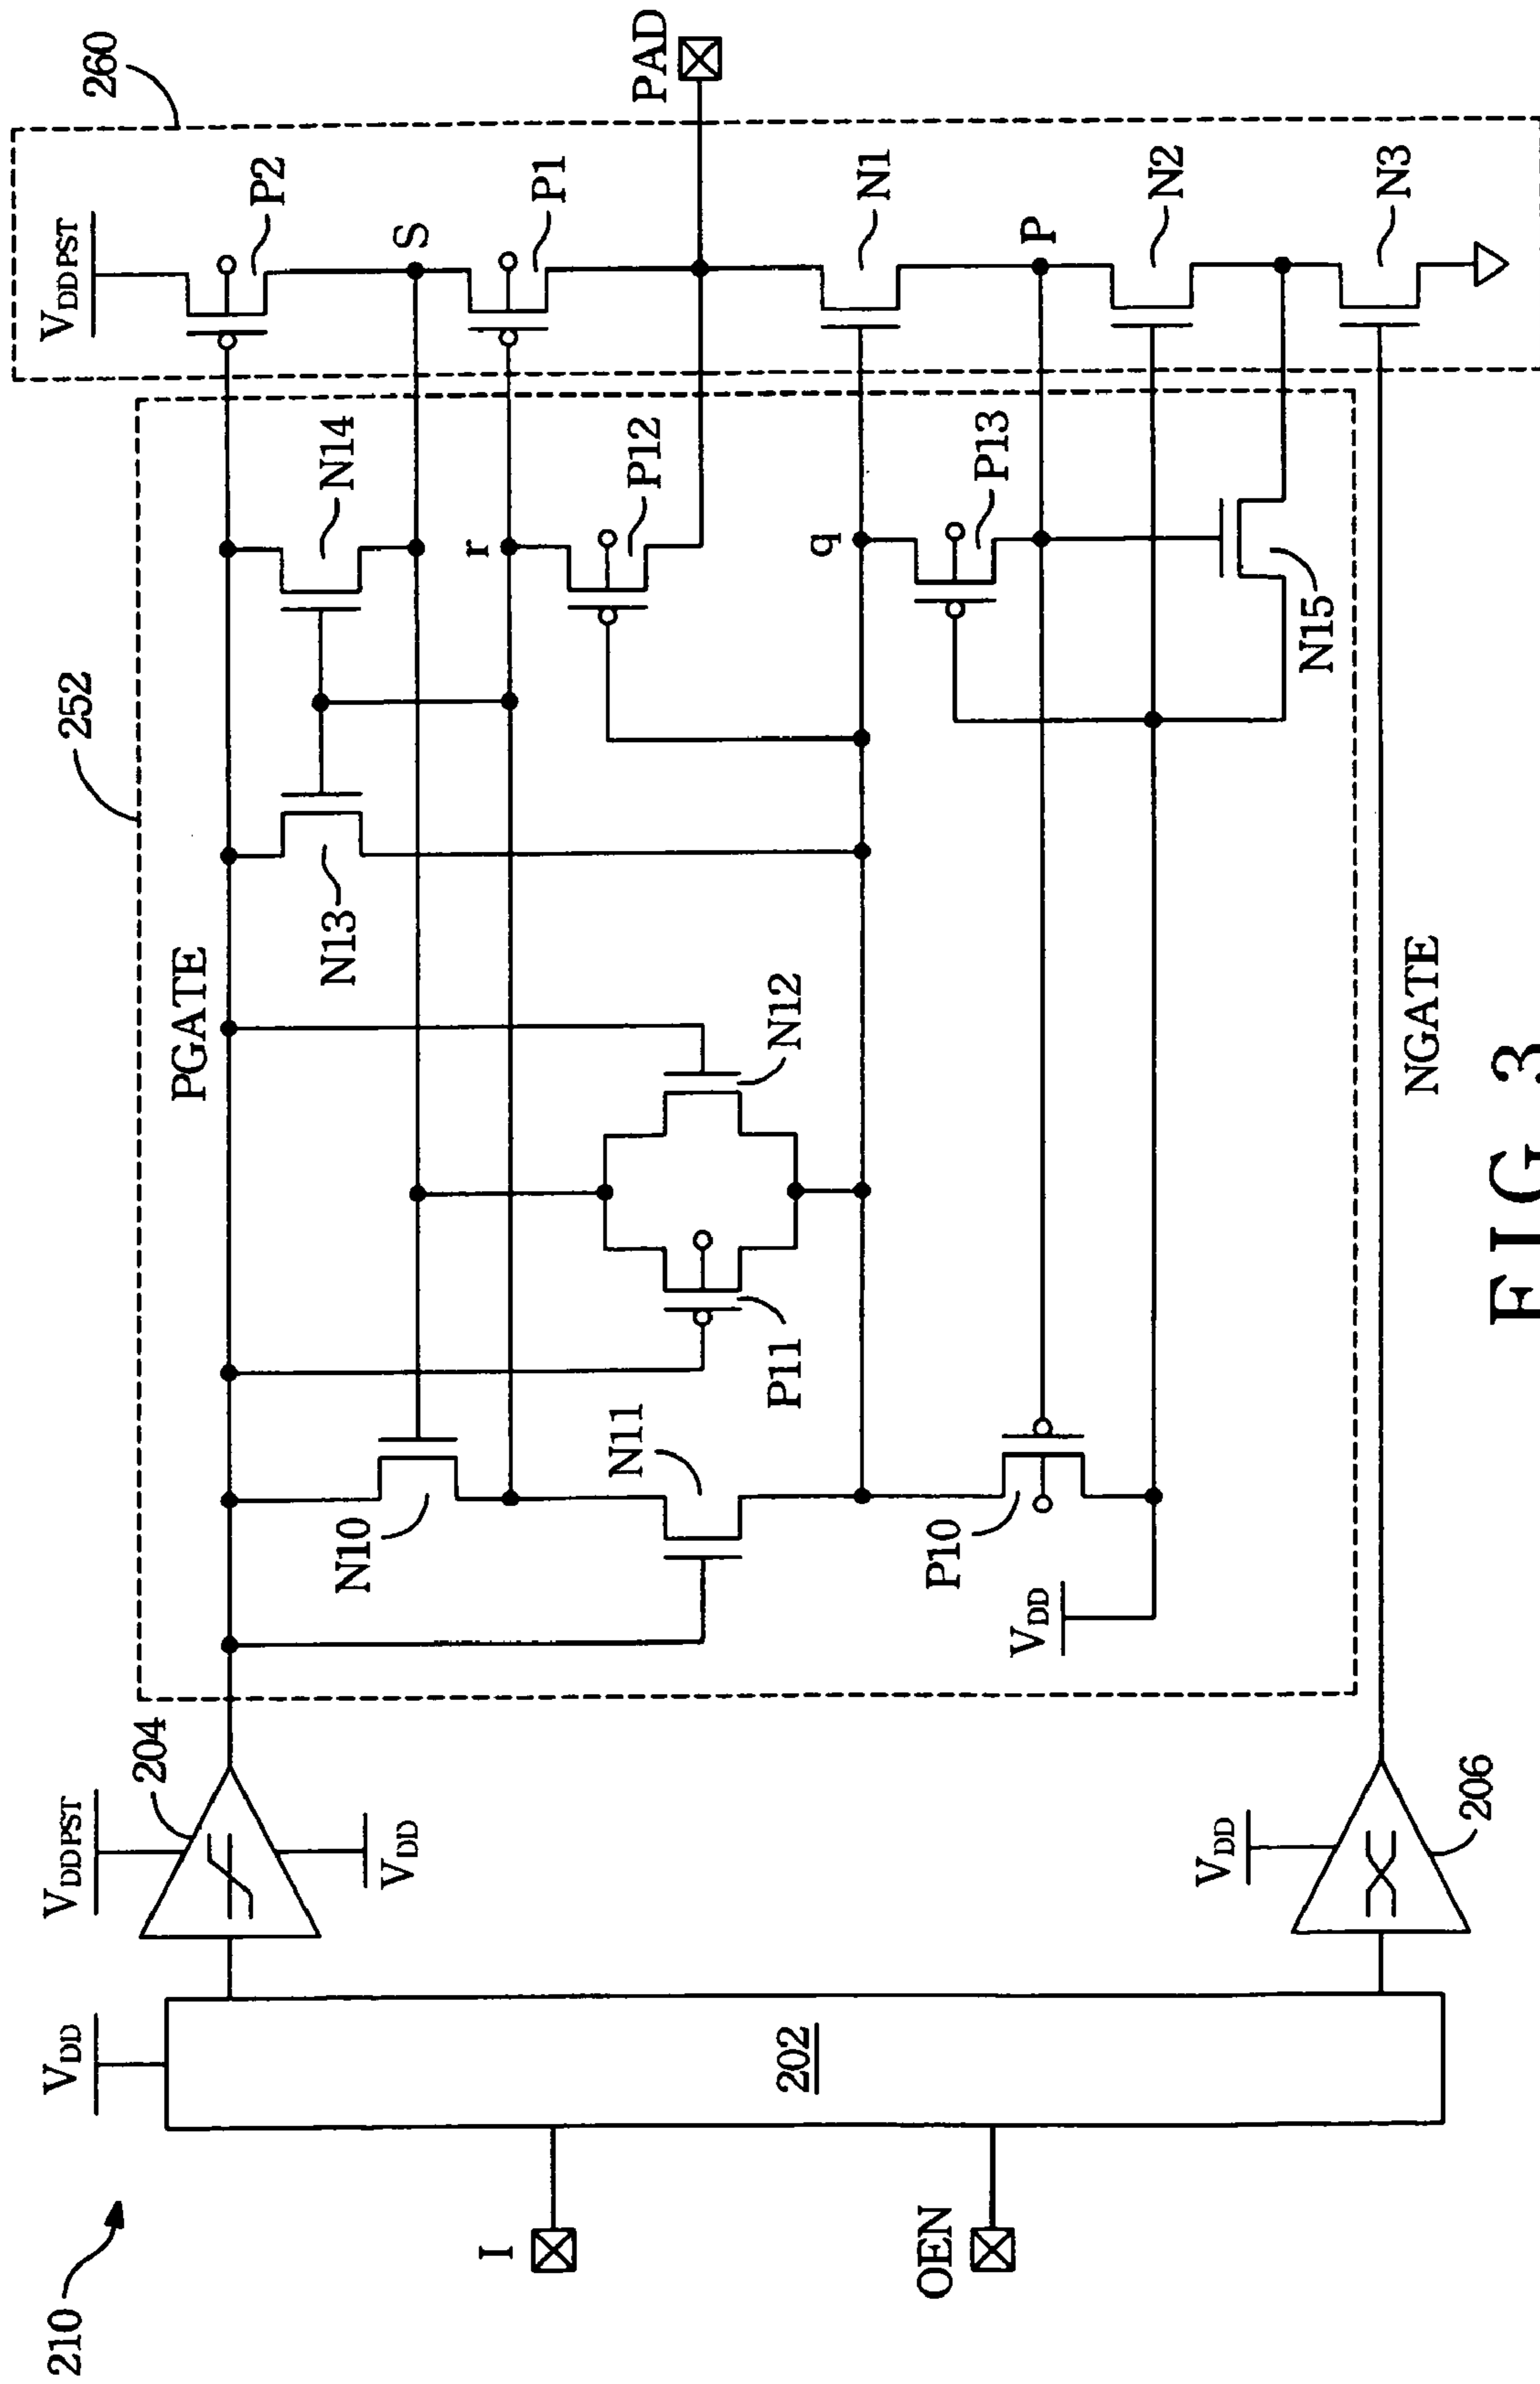 210
I
OEN
VDD
202
VDDPST
204
VDD
VDD
206
252
PGATE
N10
N11
P11
N12
N13
N14
r
P12
q
P13
P10
VDD
N15
NGATE
260
VDDPST
P2
S
P1
PAD
N1
P
N2
N3
FIG 3